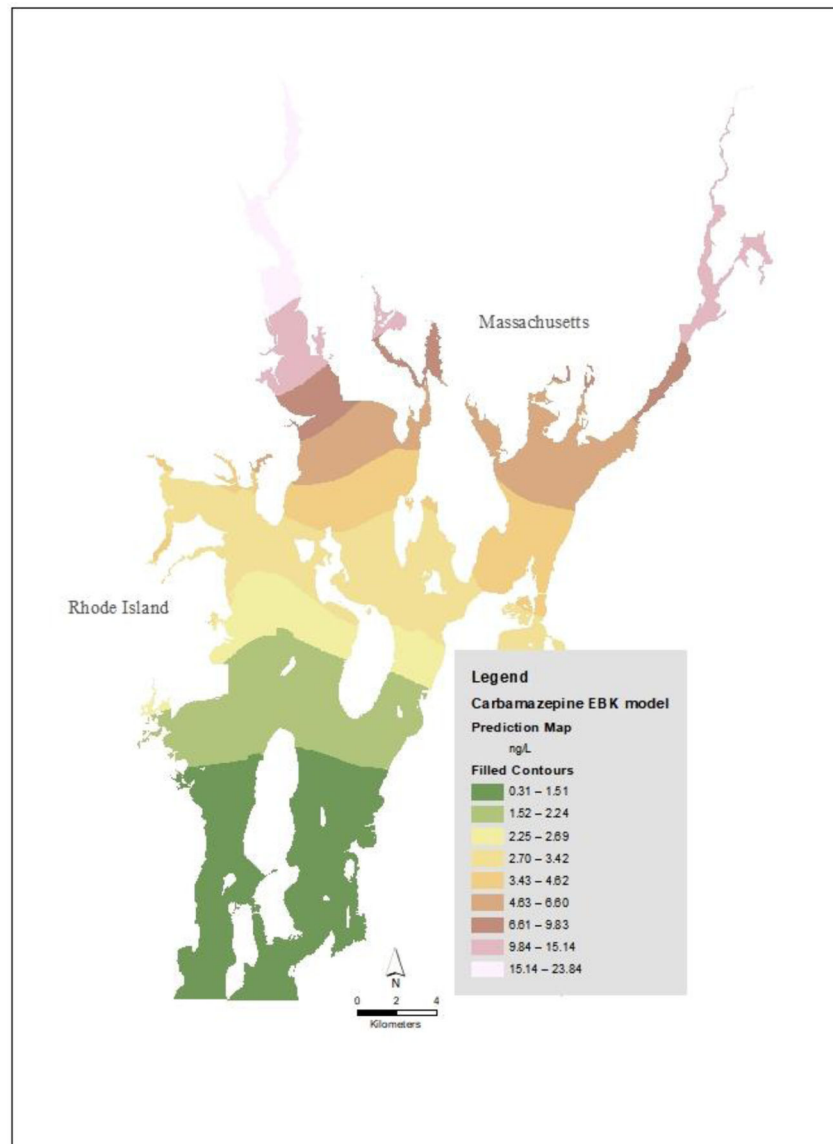 Massachusetts
Rhode Island
Legend
Carbamazepine EBK model
Prediction Map
ng/L
Filled Contours
0.31 – 1.51
1.52 – 2.24
2.25 – 2.69
2.70 – 3.42
3.43 – 4.62
4.63 – 6.60
6.61 – 9.83
9.84 – 15.14
15.14 – 23.84
N
0 2 4
Kilometers